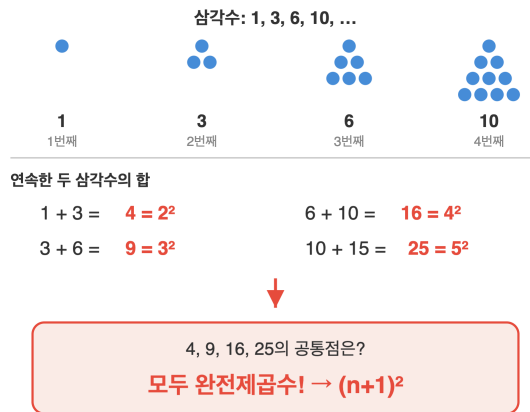 삼각수: 1, 3, 6, 10, …
1 3 6 10
1번째 2번째 3번째 4번째
연속한 두 삼각수의 합
1 + 3 = 4 = 2² 6 + 10 = 16 = 4²
3 + 6 = 9 = 3² 10 + 15 = 25 = 5²
4, 9, 16, 25의 공통점은?
모두 완전제곱수! → (n+1)²